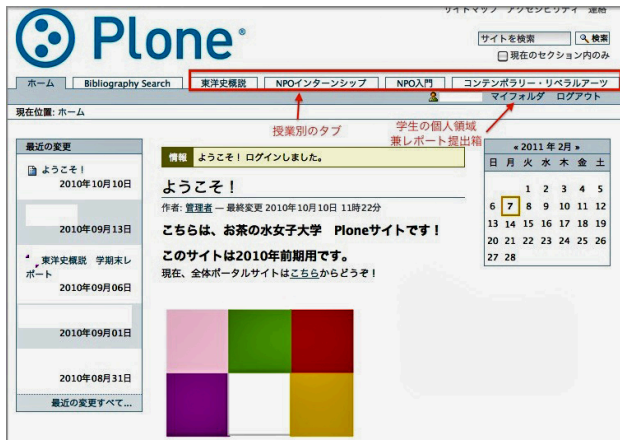 サイトマップ アクセシビリティ 連絡
Plone®
サイトを検索 検索
現在のセクション内のみ
ホーム Bibliography Search 東洋史概説 NPOインターンシップ NPO入門 コンテンポラリー・リベラルアーツ
マイフォルダ ログアウト
現在位置: ホーム
授業別のタブ
学生の個人領域
兼レポート提出箱
最近の変更
ようこそ！
2010年10月10日
2010年09月13日
東洋史概説 学期末レ
ポート
2010年09月06日
2010年09月01日
2010年08月31日
最近の変更すべて...
情報 ようこそ！ ログインしました。
ようこそ！
作者: 管理者 — 最終変更 2010年10月10日 11時22分
こちらは、お茶の水女子大学 Ploneサイトです！
このサイトは2010年前期用です。
現在、全体ポータルサイトはこちらからどうぞ！
« 2011 年 2月 »
日 月 火 水 木 金 土
1 2 3 4 5
6 7 8 9 10 11 12
13 14 15 16 17 18 19
20 21 22 23 24 25 26
27 28